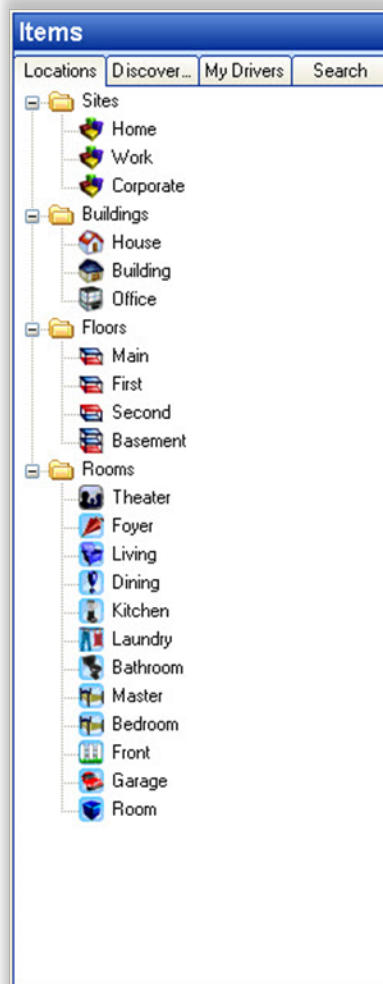 Items
Locations Discover... My Drivers Search
Sites
Home
Work
Corporate
Buildings
House
Building
Office
Floors
Main
First
Second
Basement
Rooms
Theater
Foyer
Living
Dining
Kitchen
Laundry
Bathroom
Master
Bedroom
Front
Garage
Room